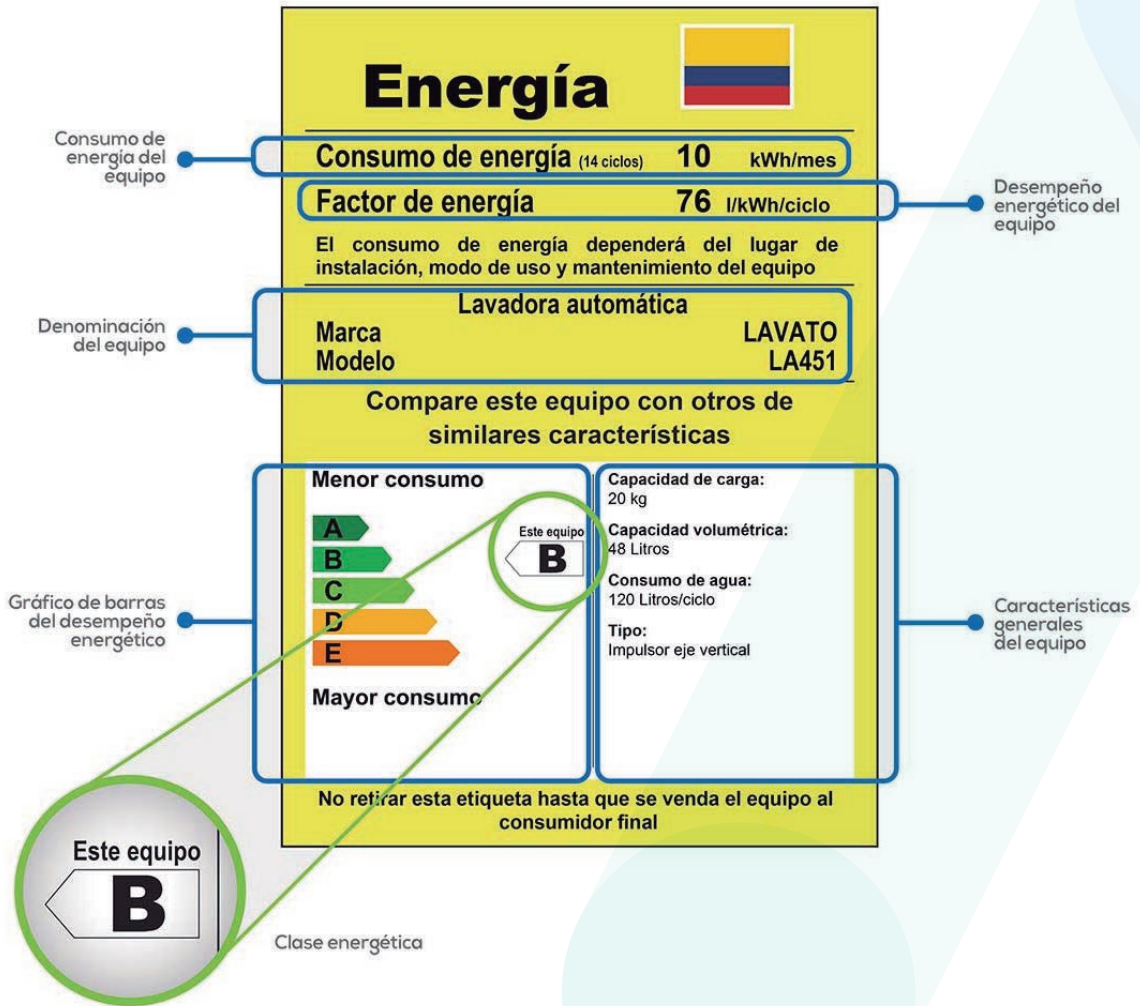 Energía
Consumo de
energía del
equipo
Consumo de energía (14 ciclos) 10 kWh/mes
Factor de energía 76 l/kWh/ciclo
Desempeño
energético del
equipo
El consumo de energía dependerá del lugar de
instalación, modo de uso y mantenimiento del equipo
Denominación
del equipo
Lavadora automática
Marca LAVATO
Modelo LA451
Compare este equipo con otros de
similares características
Gráfico de barras
del desempeño
energético
Menor consumo
A
B
C
D
E
Mayor consumo
Este equipo
B
Capacidad de carga:
20 kg
Capacidad volumétrica:
48 Litros
Consumo de agua:
120 Litros/ciclo
Tipo:
Impulsor eje vertical
Características
generales
del equipo
No retirar esta etiqueta hasta que se venda el equipo al
consumidor final
Este equipo
B
Clase energética